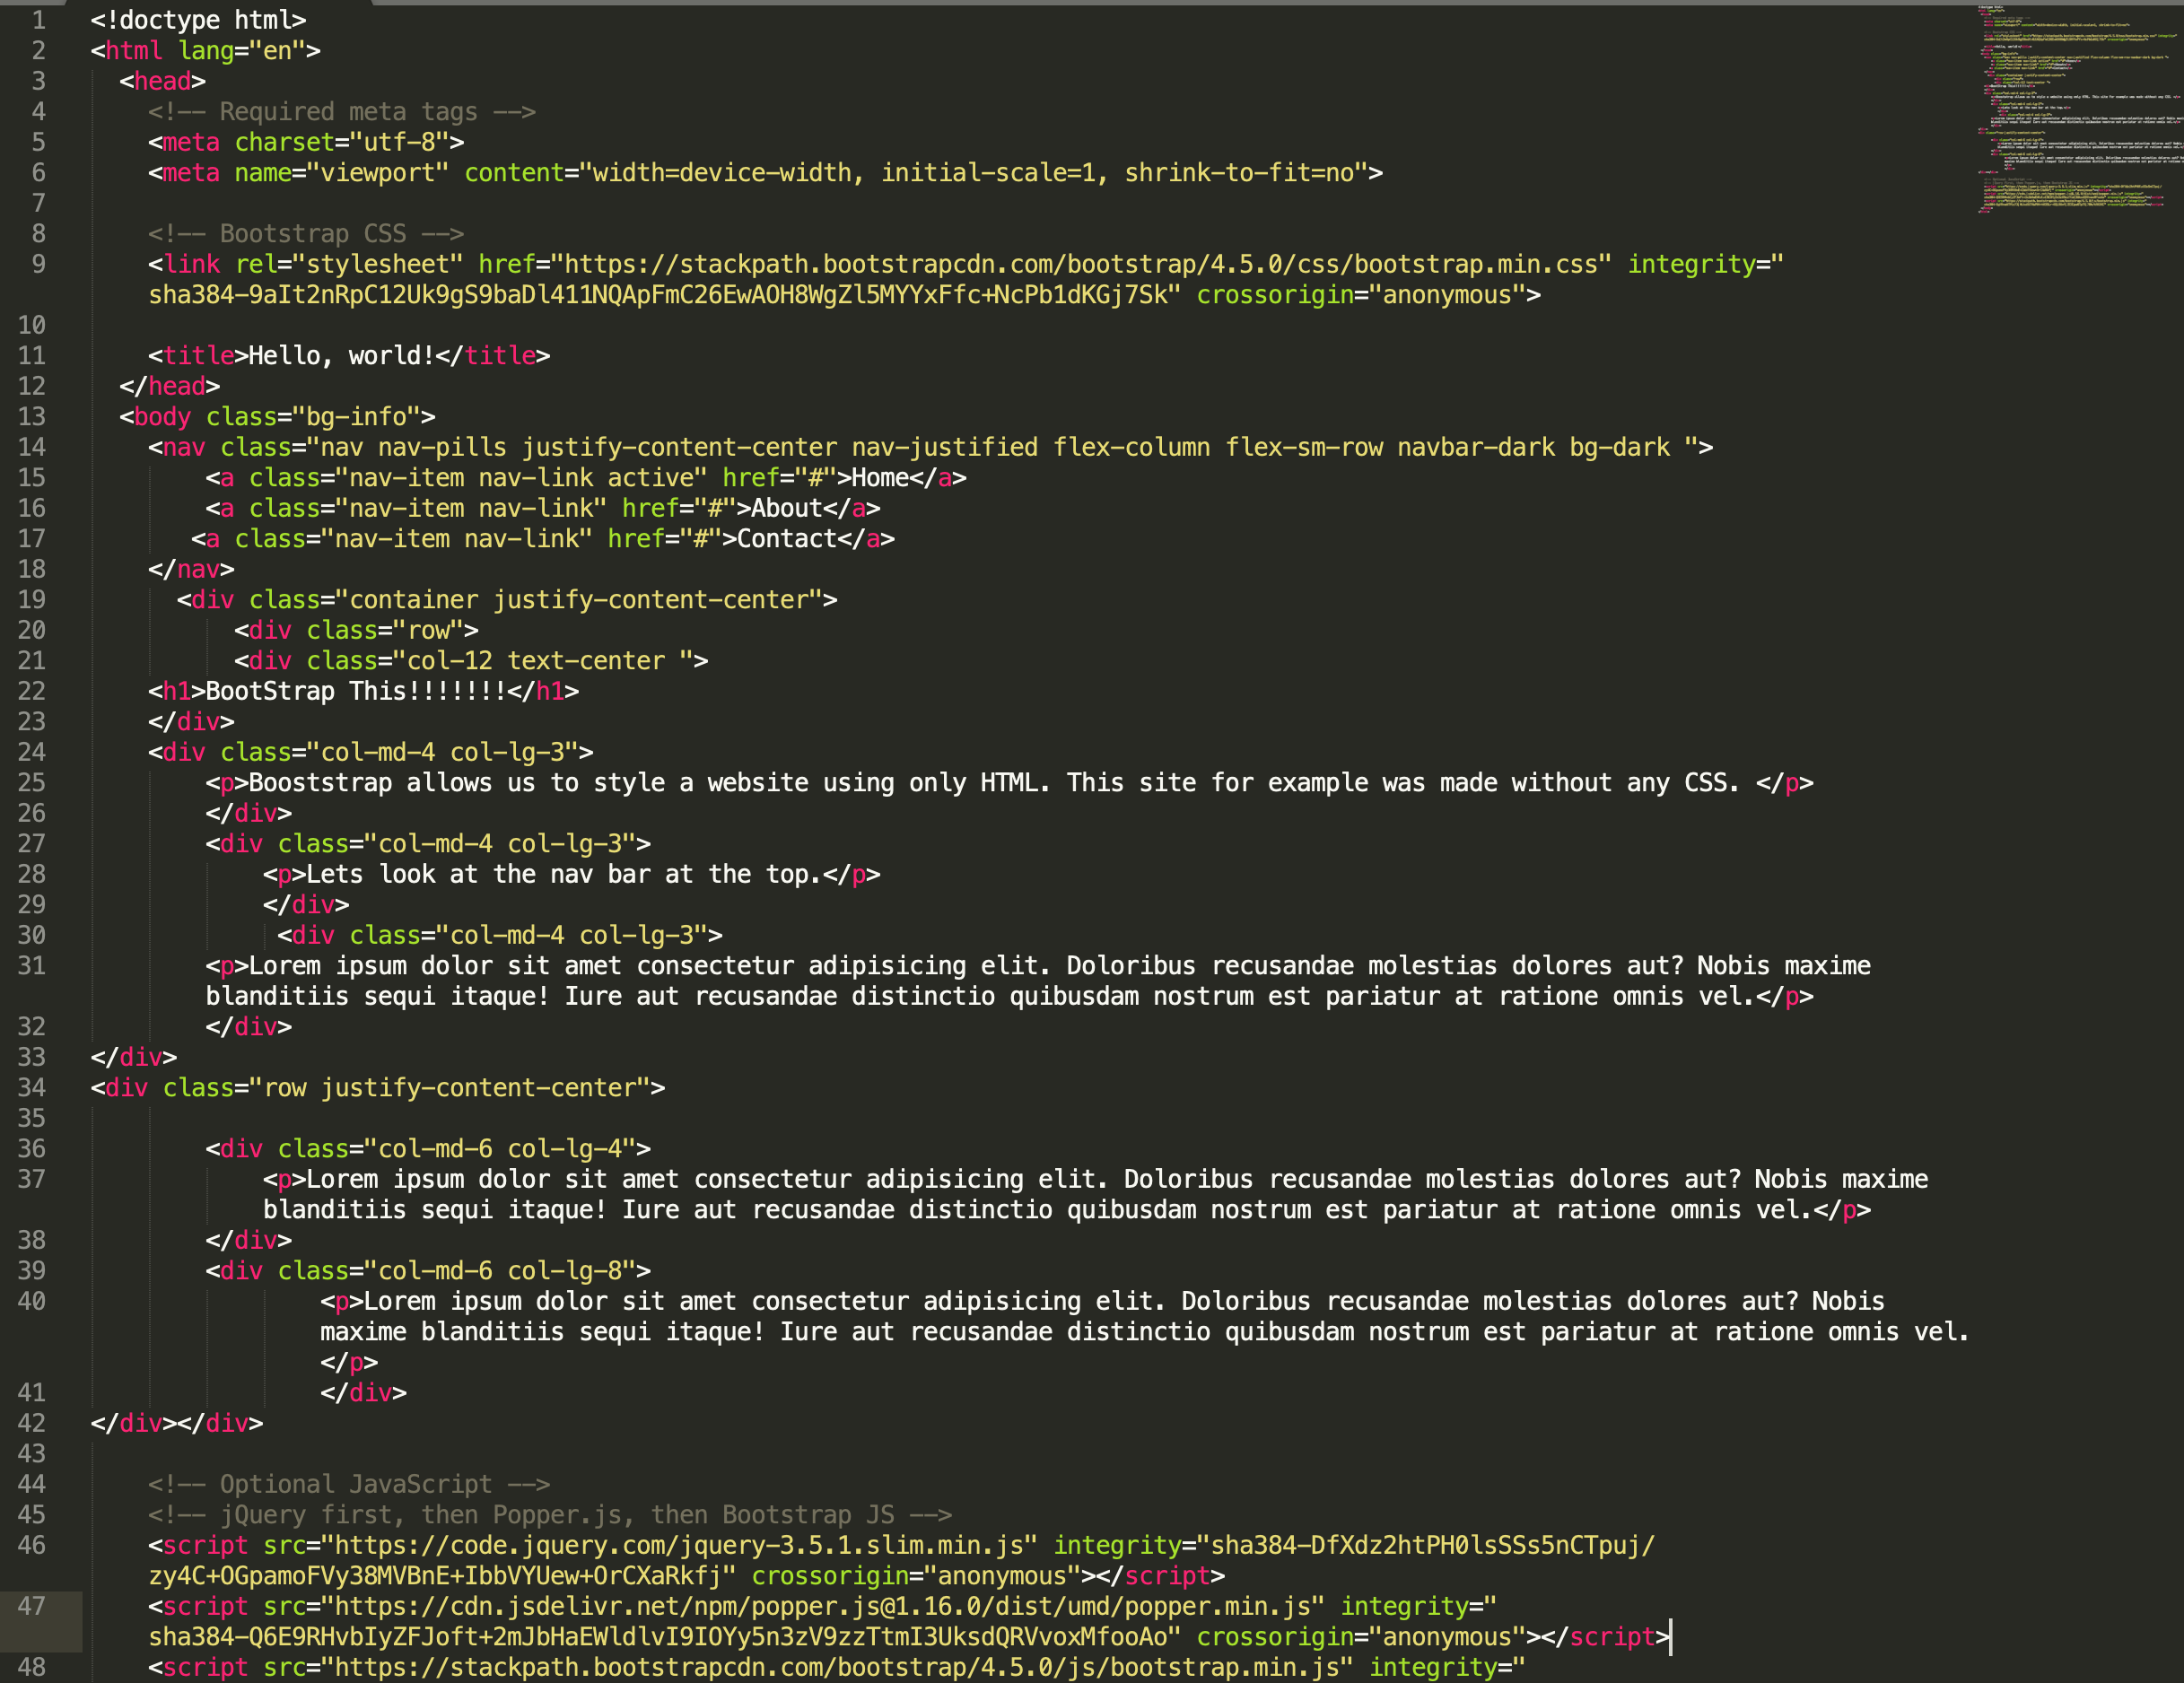 1 <!doctype html>
2 <html lang="en">
3 <head>
4 <!-- Required meta tags -->
5 <meta charset="utf-8">
6 <meta name="viewport" content="width=device-width, initial-scale=1, shrink-to-fit=no">
7
8 <!-- Bootstrap CSS -->
9 <link rel="stylesheet" href="https://stackpath.bootstrapcdn.com/bootstrap/4.5.0/css/bootstrap.min.css" integrity="
sha384-9aIt2nRpC12Uk9gS9baDl411NQApFmC26EwAOH8WgZl5MYYxFfc+NcPb1dKGj7Sk" crossorigin="anonymous">
10
11 <title>Hello, world!</title>
12 </head>
13 <body class="bg-info">
14 <nav class="nav nav-pills justify-content-center nav-justified flex-column flex-sm-row navbar-dark bg-dark ">
15 <a class="nav-item nav-link active" href="#">Home</a>
16 <a class="nav-item nav-link" href="#">About</a>
17 <a class="nav-item nav-link" href="#">Contact</a>
18 </nav>
19 <div class="container justify-content-center">
20 <div class="row">
21 <div class="col-12 text-center ">
22 <h1>BootStrap This!!!!!!!</h1>
23 </div>
24 <div class="col-md-4 col-lg-3">
25 <p>Booststrap allows us to style a website using only HTML. This site for example was made without any CSS. </p>
26 </div>
27 <div class="col-md-4 col-lg-3">
28 <p>Lets look at the nav bar at the top.</p>
29 </div>
30 <div class="col-md-4 col-lg-3">
31 <p>Lorem ipsum dolor sit amet consectetur adipisicing elit. Doloribus recusandae molestias dolores aut? Nobis maxime
blanditiis sequi itaque! Iure aut recusandae distinctio quibusdam nostrum est pariatur at ratione omnis vel.</p>
32 </div>
33 </div>
34 <div class="row justify-content-center">
35
36 <div class="col-md-6 col-lg-4">
37 <p>Lorem ipsum dolor sit amet consectetur adipisicing elit. Doloribus recusandae molestias dolores aut? Nobis maxime
blanditiis sequi itaque! Iure aut recusandae distinctio quibusdam nostrum est pariatur at ratione omnis vel.</p>
38 </div>
39 <div class="col-md-6 col-lg-8">
40 <p>Lorem ipsum dolor sit amet consectetur adipisicing elit. Doloribus recusandae molestias dolores aut? Nobis
maxime blanditiis sequi itaque! Iure aut recusandae distinctio quibusdam nostrum est pariatur at ratione omnis vel.
</p>
41 </div>
42 </div></div>
43
44 <!-- Optional JavaScript -->
45 <!-- jQuery first, then Popper.js, then Bootstrap JS -->
46 <script src="https://code.jquery.com/jquery-3.5.1.slim.min.js" integrity="sha384-DfXdz2htPH0lsSSs5nCTpuj/
zy4C+OGpamoFVy38MVBnE+IbbVYUew+OrCXaRkfj" crossorigin="anonymous"></script>
47 <script src="https://cdn.jsdelivr.net/npm/popper.js@1.16.0/dist/umd/popper.min.js" integrity="
sha384-Q6E9RHvbIyZFJoft+2mJbHaEWldlvI9IOYy5n3zV9zzTtmI3UksdQRVvoxMfooAo" crossorigin="anonymous"></script>
48 <script src="https://stackpath.bootstrapcdn.com/bootstrap/4.5.0/js/bootstrap.min.js" integrity="